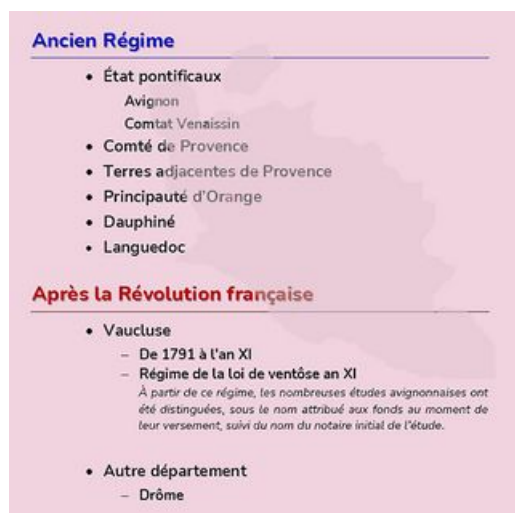 Ancien Régime
• État pontificaux
Avignon
Comtat Venaissin
• Comté de Provence
• Terres adjacentes de Provence
• Principauté d'Orange
• Dauphiné
• Languedoc
Après la Révolution française
• Vaucluse
– De 1791 à l'an XI
– Régime de la loi de ventôse an XI
À partir de ce régime, les nombreuses études avignonnaises ont
été distinguées, sous le nom attribué aux fonds au moment de
leur versement, suivi du nom du notaire initial de l'étude.
• Autre département
– Drôme